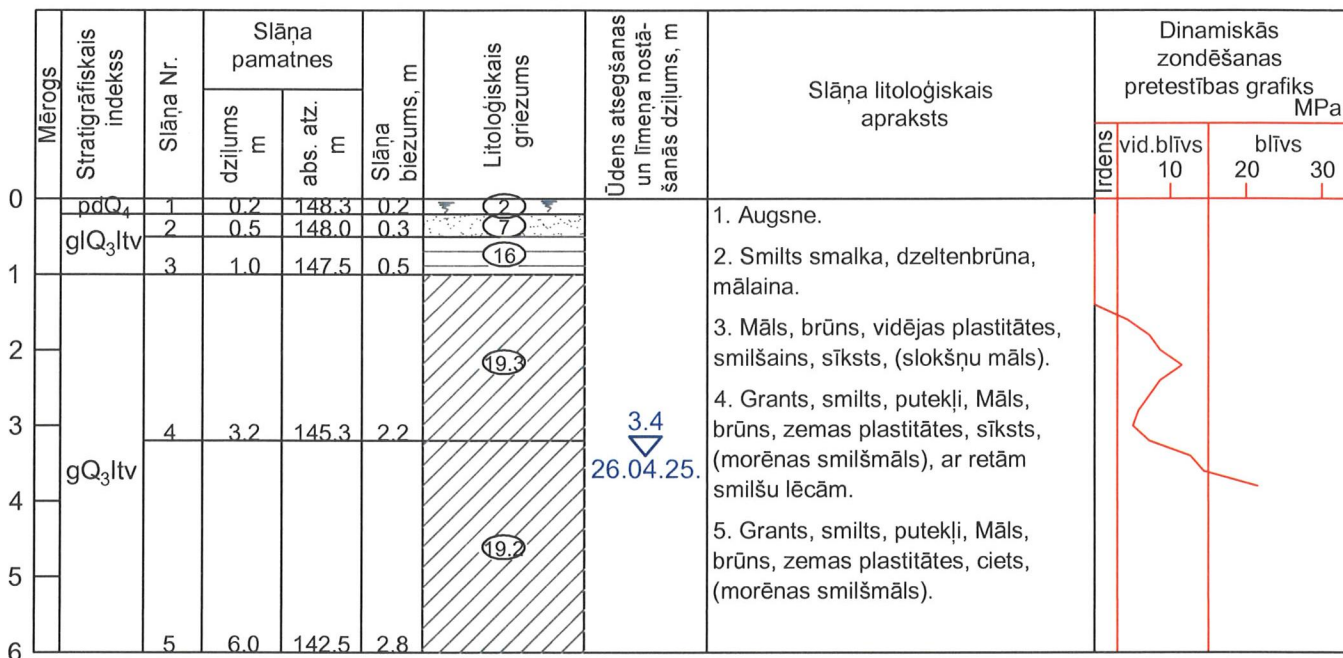 Mērogs
Stratigrāfiskais
indekss
Slāņa Nr.
Slāņa
pamatnes
dziļums
m
abs. atz.
m
Slāņa
biezums, m
Litoloģiskais
griezums
Ūdens atsegšanas
un līmeņa nostā-
šanās dziļums, m
Slāņa litoloģiskais
apraksts
Dinamiskās
zondēšanas
pretestības grafiks
MPa
Irdens
vid.blīvs
blīvs
10
20
30
0
pdQ4
1
0.2
148.3
0.2
2
glQ3ltv
2
0.5
148.0
0.3
7
3
1.0
147.5
0.5
16
1
2
3
4
5
6
19.3
4
3.2
145.3
2.2
gQ3ltv
19.2
5
6.0
142.5
2.8
3.4
26.04.25.
1. Augsne.
2. Smilts smalka, dzeltenbrūna,
mālaina.
3. Māls, brūns, vidējas plastitātes,
smilšains, sīksts, (slokšņu māls).
4. Grants, smilts, putekļi, Māls,
brūns, zemas plastitātes, sīksts,
(morēnas smilšmāls), ar retām
smilšu lēcām.
5. Grants, smilts, putekļi, Māls,
brūns, zemas plastitātes, ciets,
(morēnas smilšmāls).